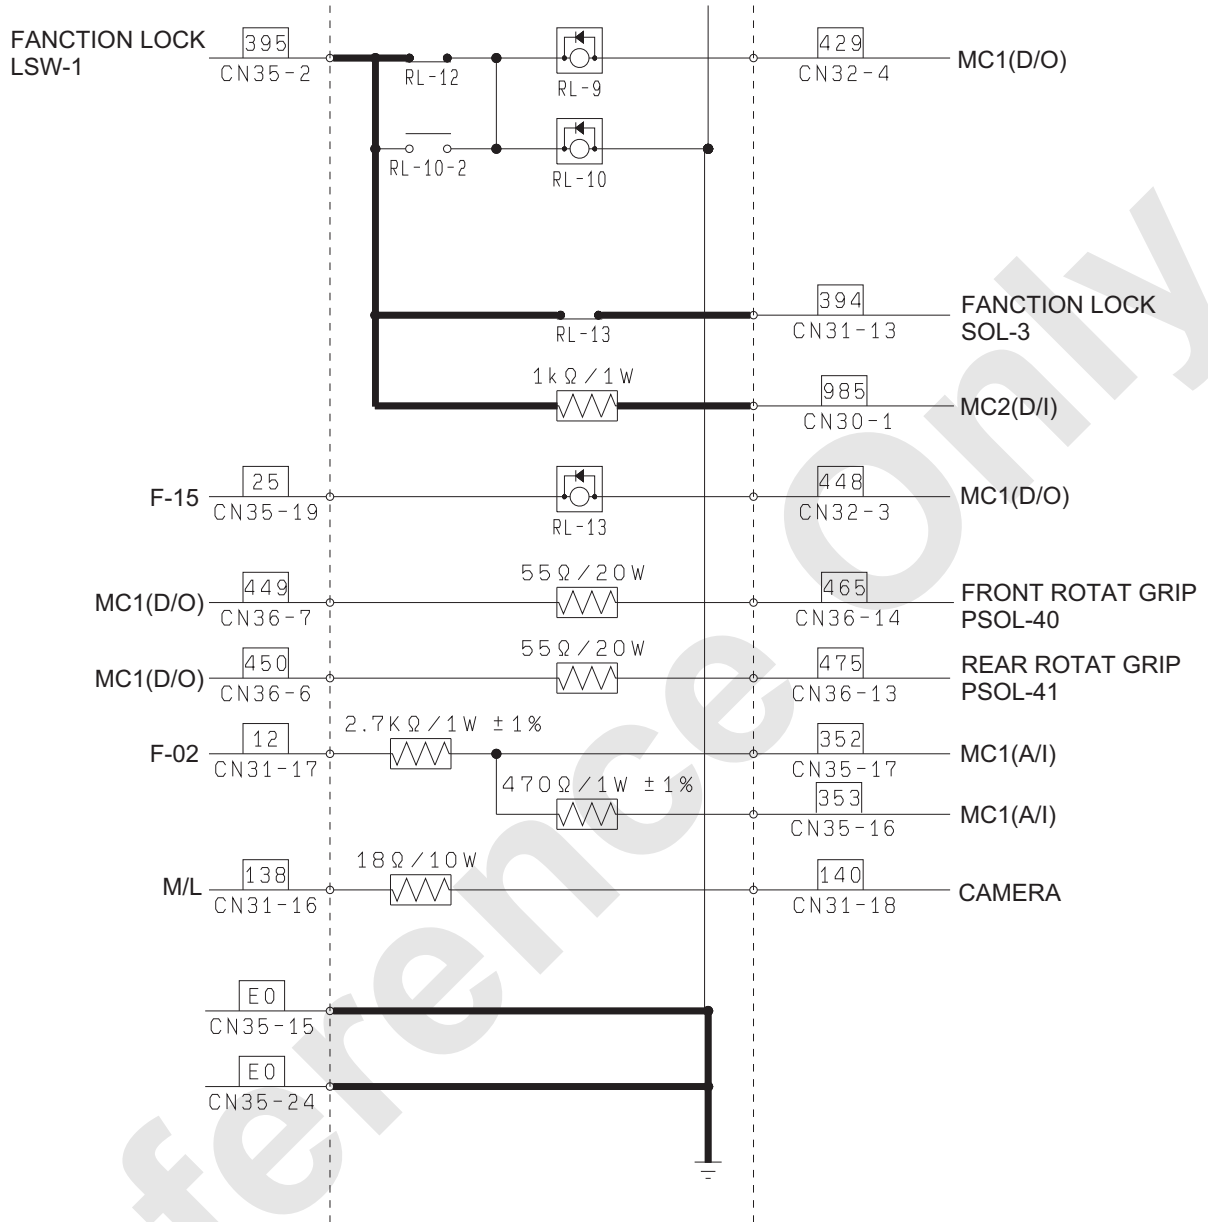 FANCTION LOCK
LSW-1
395
CN35-2
RL-12
RL-9
429
CN32-4
MC1(D/O)
RL-10-2
RL-10
RL-13
394
CN31-13
FANCTION LOCK
SOL-3
1kΩ/1W
985
CN30-1
MC2(D/I)
F-15
25
CN35-19
RL-13
448
CN32-3
MC1(D/O)
MC1(D/O)
449
CN36-7
55Ω/20W
465
CN36-14
FRONT ROTAT GRIP
PSOL-40
MC1(D/O)
450
CN36-6
55Ω/20W
475
CN36-13
REAR ROTAT GRIP
PSOL-41
F-02
12
CN31-17
2.7KΩ/1W ±1%
352
CN35-17
MC1(A/I)
470Ω/1W ±1%
353
CN35-16
MC1(A/I)
M/L
138
CN31-16
18Ω/10W
140
CN31-18
CAMERA
E0
CN35-15
E0
CN35-24
ference Only